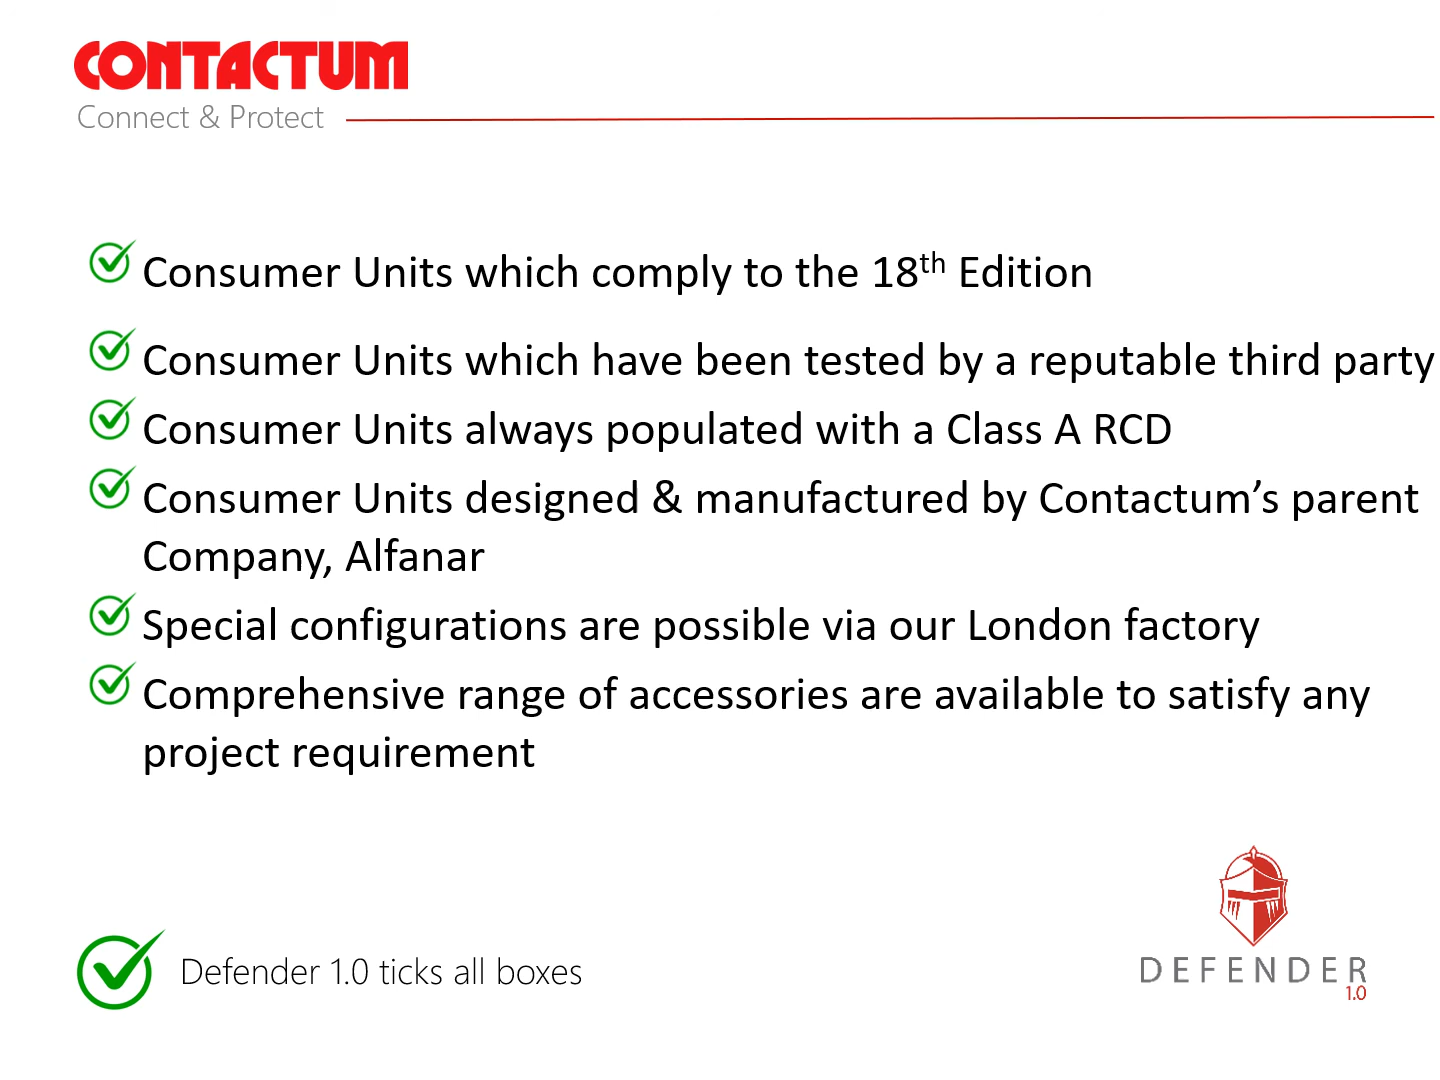 CONTACTUM
Connect & Protect
Consumer Units which comply to the 18th Edition
Consumer Units which have been tested by a reputable third party
Consumer Units always populated with a Class A RCD
Consumer Units designed & manufactured by Contactum’s parent
Company, Alfanar
Special configurations are possible via our London factory
Comprehensive range of accessories are available to satisfy any
project requirement
Defender 1.0 ticks all boxes
DEFENDER
1.0